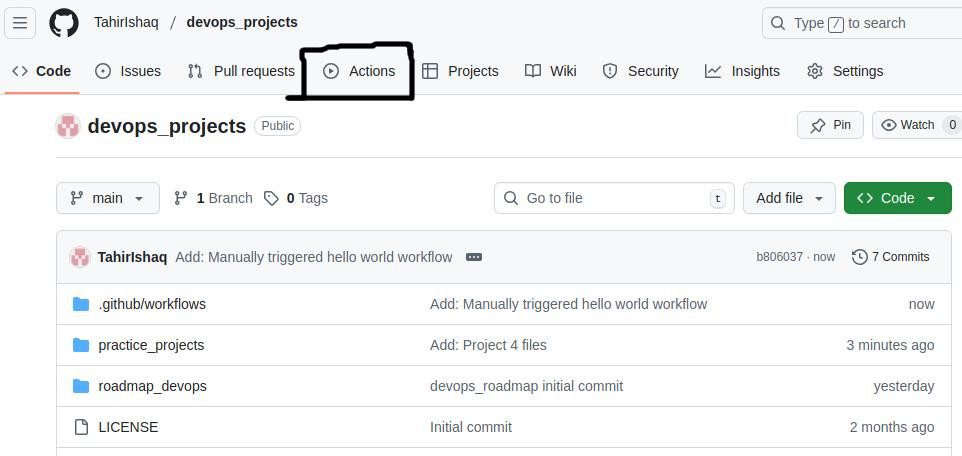 TahirIshaq / devops_projects
Type / to search
Code Issues Pull requests Actions Projects Wiki Security Insights Settings
devops_projects Public
Pin Watch 0
main 1 Branch 0 Tags Go to file t Add file Code
TahirIshaq Add: Manually triggered hello world workflow b806037 · now 7 Commits
.github/workflows Add: Manually triggered hello world workflow now
practice_projects Add: Project 4 files 3 minutes ago
roadmap_devops devops_roadmap initial commit yesterday
LICENSE Initial commit 2 months ago